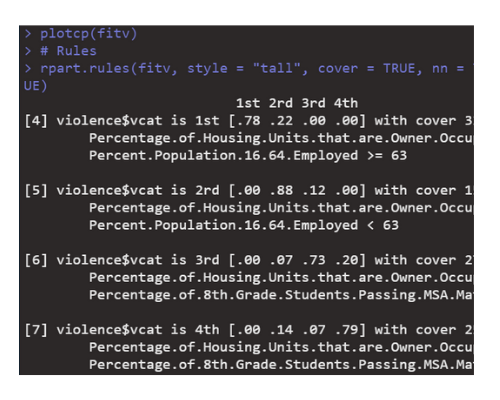 > plotcp(fitv)
> # Rules
> rpart.rules(fitv, style = "tall", cover = TRUE, nn =
UE)
1st 2rd 3rd 4th
[4] violence$vcat is 1st [.78 .22 .00 .00] with cover 3
Percentage.of.Housing.Units.that.are.Owner.Occu
Percent.Population.16.64.Employed >= 63
[5] violence$vcat is 2rd [.00 .88 .12 .00] with cover 1
Percentage.of.Housing.Units.that.are.Owner.Occu
Percent.Population.16.64.Employed < 63
[6] violence$vcat is 3rd [.00 .07 .73 .20] with cover 2
Percentage.of.Housing.Units.that.are.Owner.Occu
Percentage.of.8th.Grade.Students.Passing.MSA.Ma
[7] violence$vcat is 4th [.00 .14 .07 .79] with cover 2
Percentage.of.Housing.Units.that.are.Owner.Occu
Percentage.of.8th.Grade.Students.Passing.MSA.Ma